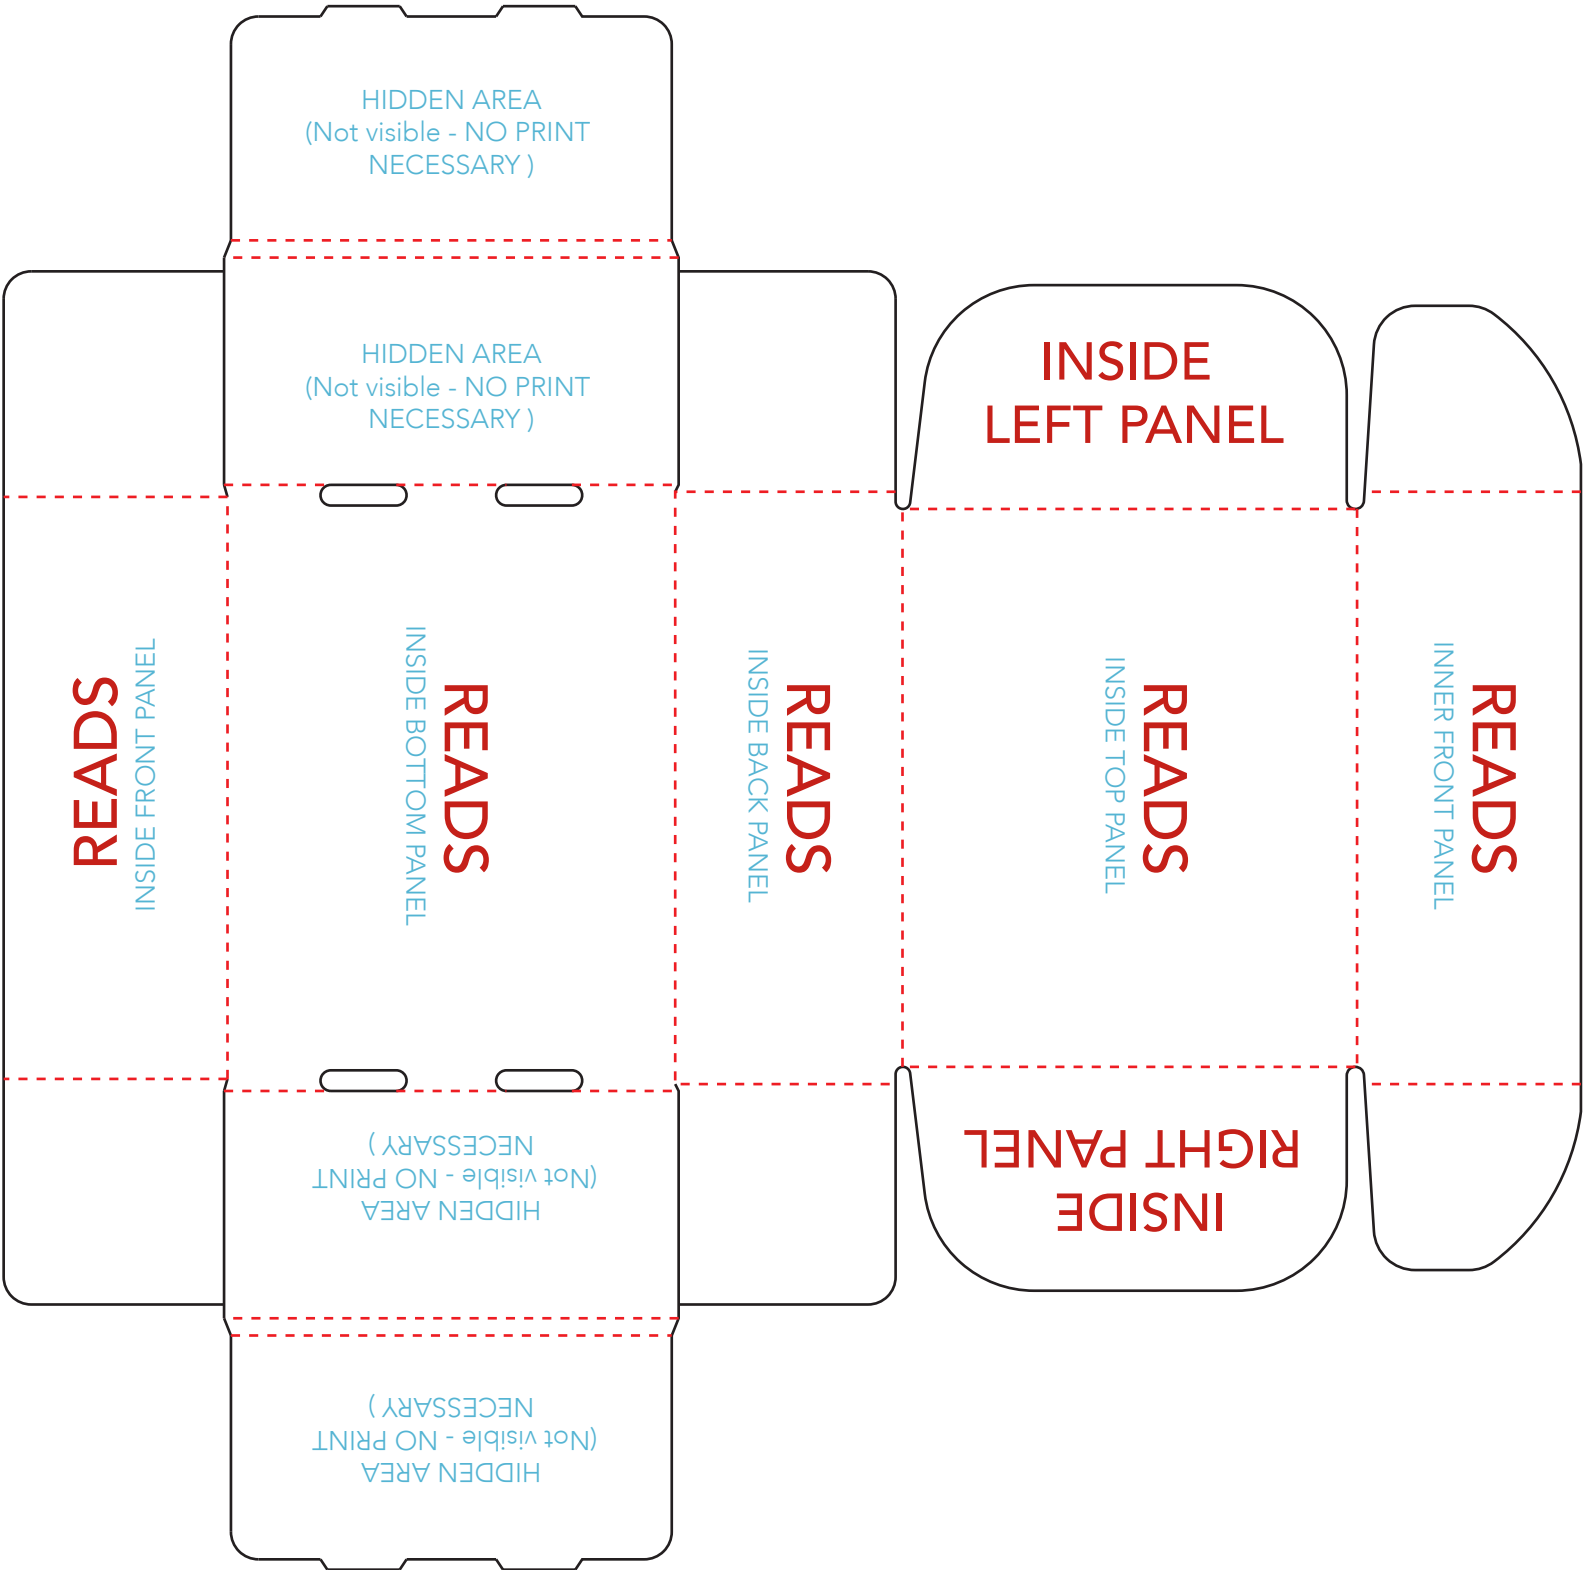 HIDDEN AREA
(Not visible - NO PRINT
NECESSARY )
HIDDEN AREA
(Not visible - NO PRINT
NECESSARY )
INSIDE
LEFT PANEL
READS
INSIDE FRONT PANEL
READS
INSIDE BOTTOM PANEL
READS
INSIDE BACK PANEL
READS
INSIDE TOP PANEL
READS
INNER FRONT PANEL
INSIDE
RIGHT PANEL
HIDDEN AREA
(Not visible - NO PRINT
NECESSARY )
HIDDEN AREA
(Not visible - NO PRINT
NECESSARY )